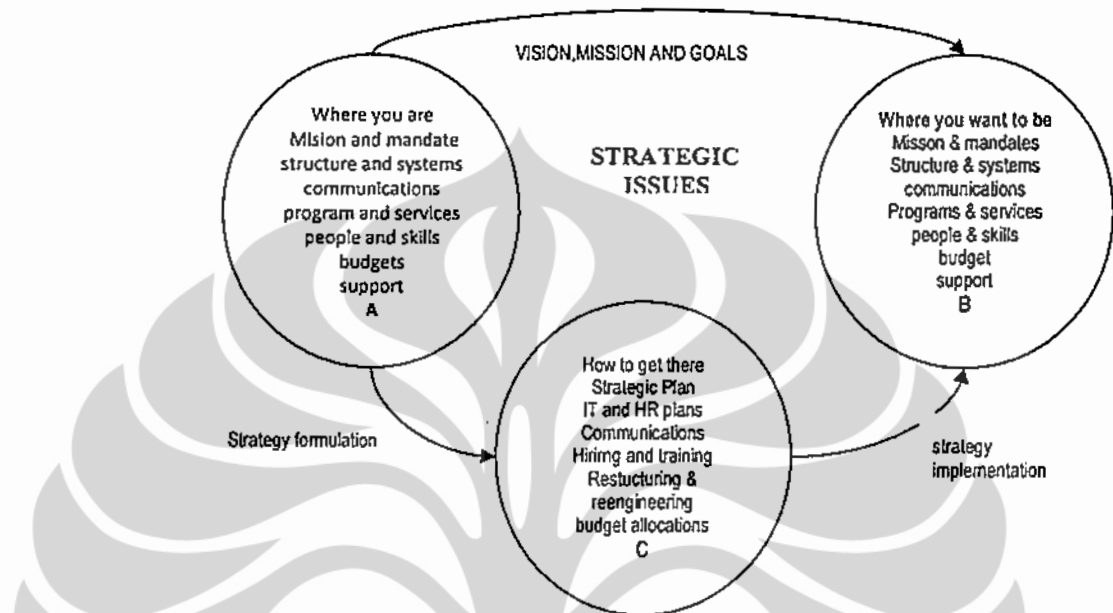 VISION,MISSION AND GOALS
Where you are
Mision and mandate
structure and systems
communications
program and services
people and skills
budgets
support
A
STRATEGIC
ISSUES
Where you want to be
Misson & mandales
Structure & systems
communications
Programs & services
people & skills
budget
support
B
Strategy formulation
How to get there
Strategic Plan
IT and HR plans
Communications
Hirimg and training
Restucturing &
reengineering
budget allocations
C
strategy
implementation